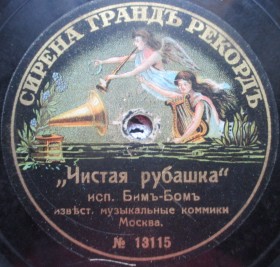 СИРЕНА ГРАНДЪ РЕКОРДЪ
„Чистая рубашка“
исп. Бимъ-Бомъ
извѣст. музыкальные коммики
Москва.
№ 13115